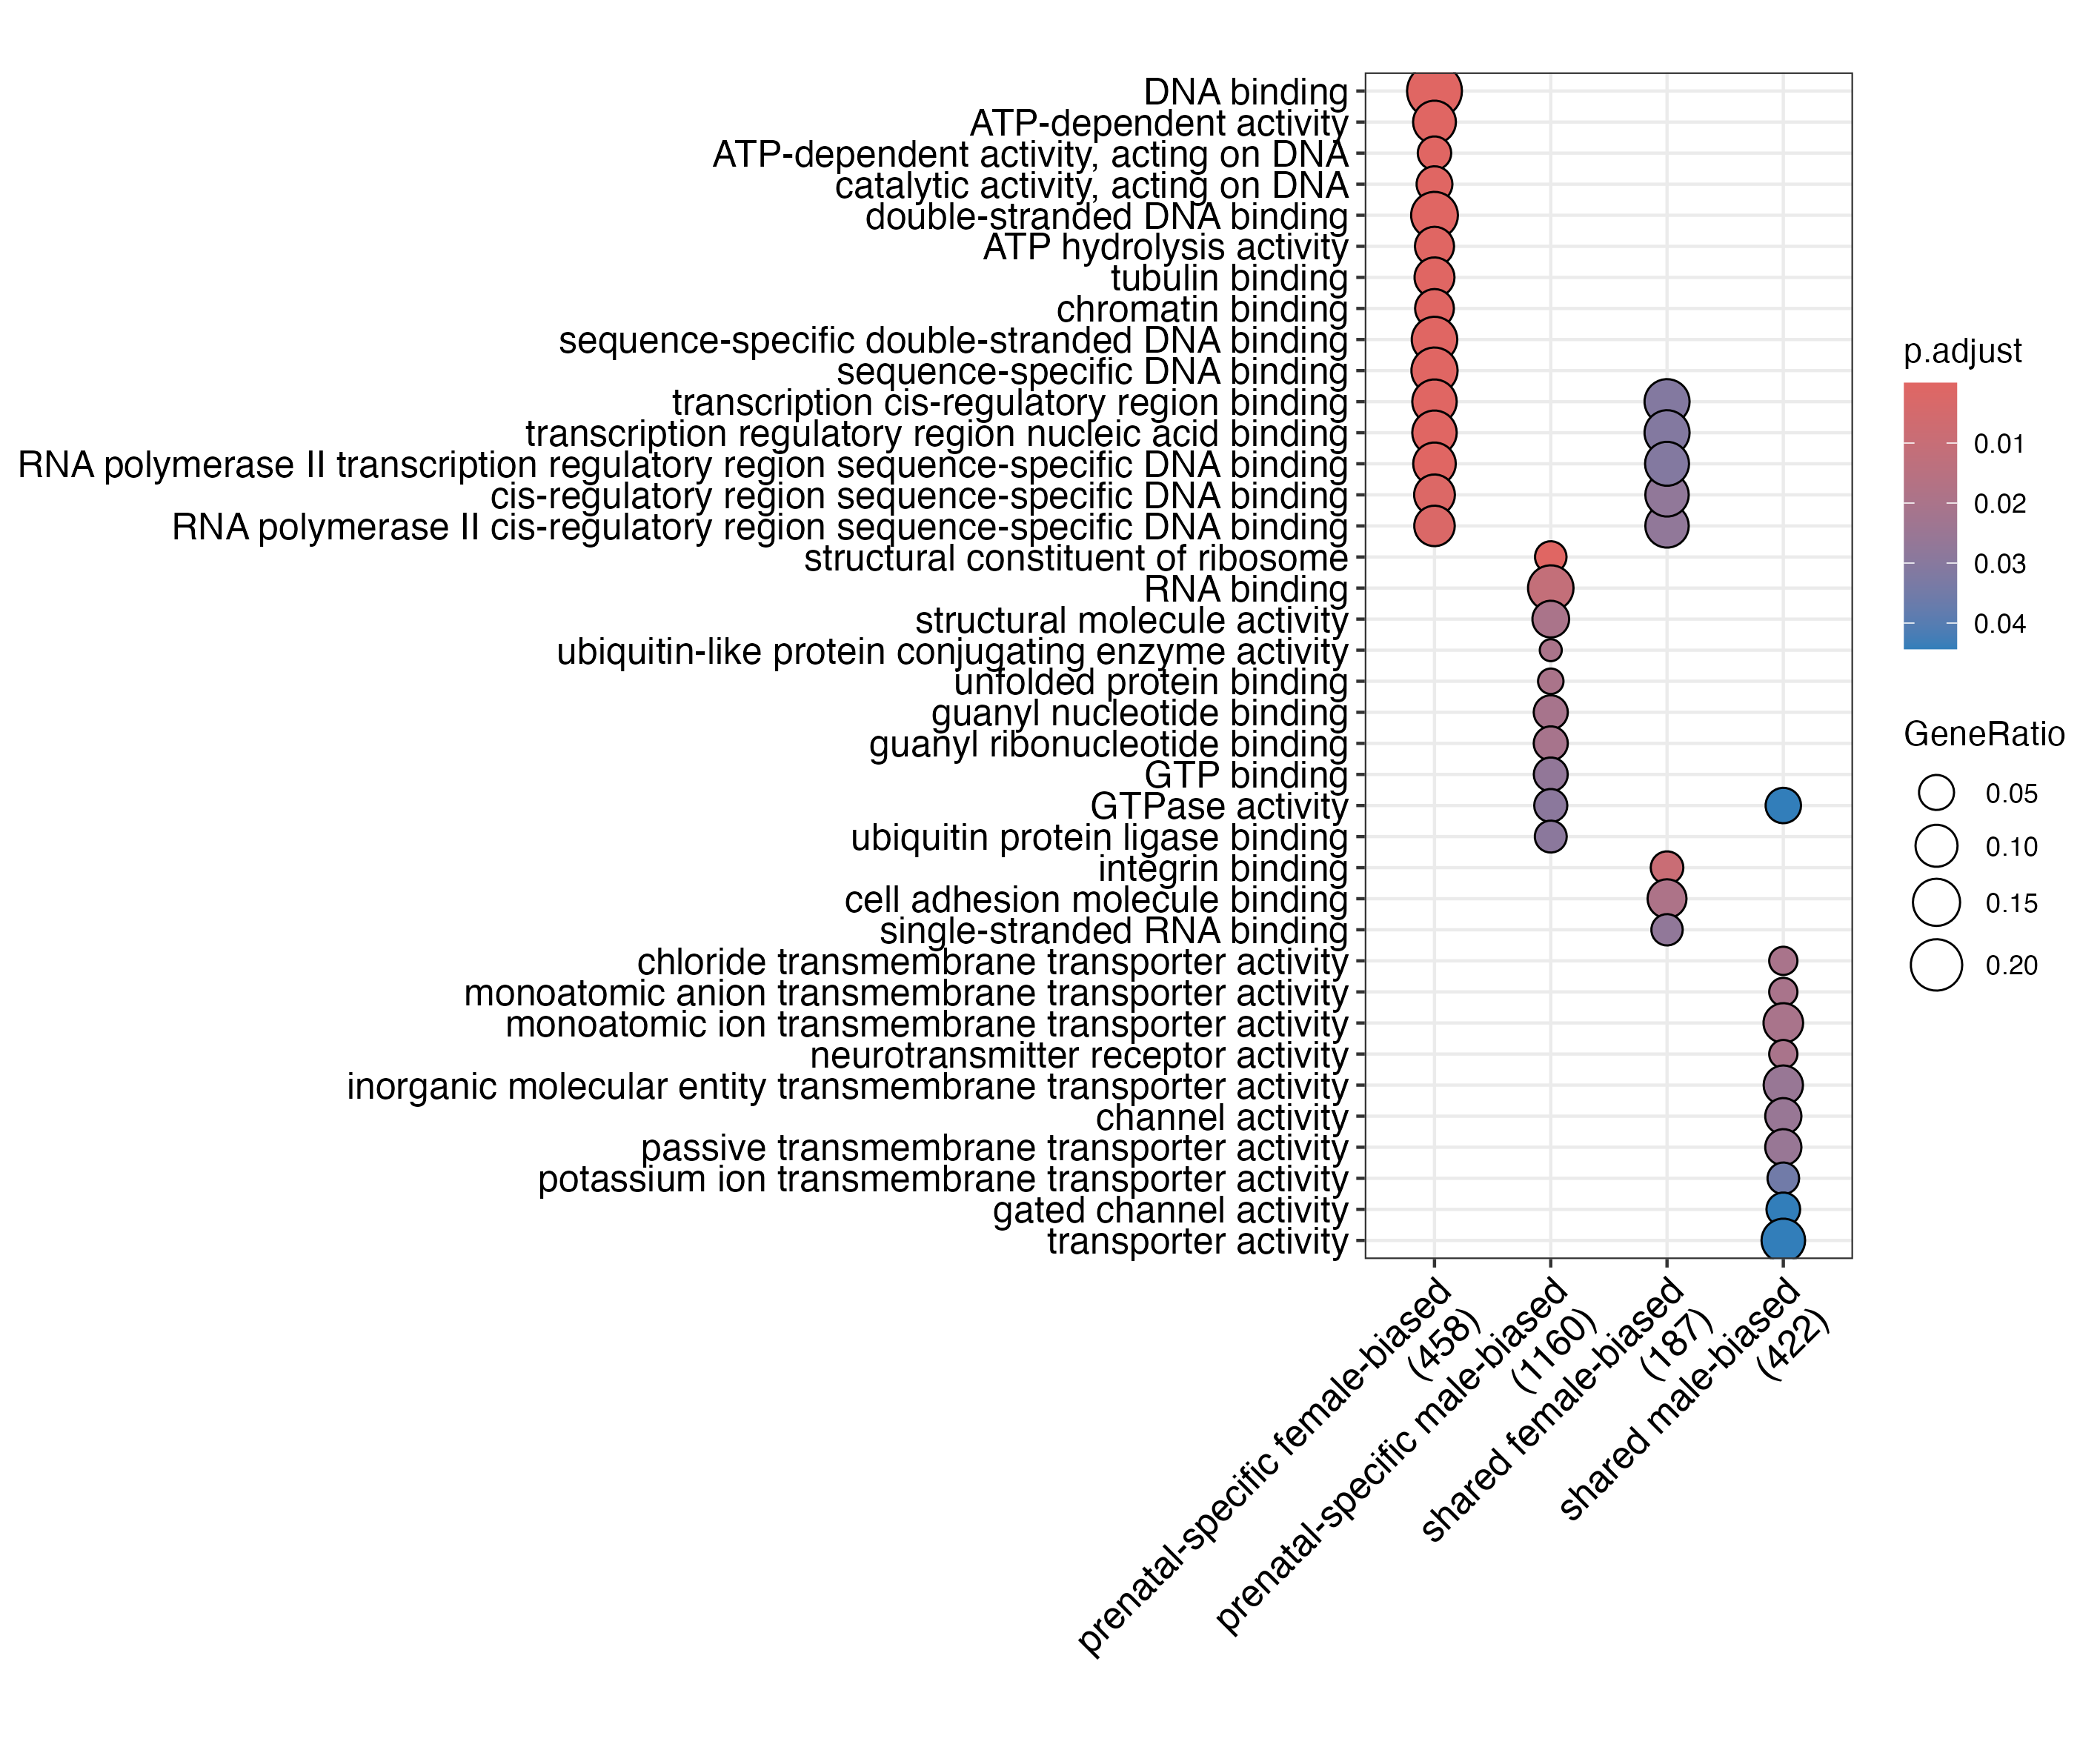 DNA binding
ATP-dependent activity
ATP-dependent activity, acting on DNA
catalytic activity, acting on DNA
double-stranded DNA binding
ATP hydrolysis activity
tubulin binding
chromatin binding
sequence-specific double-stranded DNA binding
sequence-specific DNA binding
transcription cis-regulatory region binding
transcription regulatory region nucleic acid binding
RNA polymerase II transcription regulatory region sequence-specific DNA binding
cis-regulatory region sequence-specific DNA binding
RNA polymerase II cis-regulatory region sequence-specific DNA binding
structural constituent of ribosome
RNA binding
structural molecule activity
ubiquitin-like protein conjugating enzyme activity
unfolded protein binding
guanyl nucleotide binding
guanyl ribonucleotide binding
GTP binding
GTPase activity
ubiquitin protein ligase binding
integrin binding
cell adhesion molecule binding
single-stranded RNA binding
chloride transmembrane transporter activity
monoatomic anion transmembrane transporter activity
monoatomic ion transmembrane transporter activity
neurotransmitter receptor activity
inorganic molecular entity transmembrane transporter activity
channel activity
passive transmembrane transporter activity
potassium ion transmembrane transporter activity
gated channel activity
transporter activity
prenatal-specific female-biased
(458)
prenatal-specific male-biased
(1160)
shared female-biased
(187)
shared male-biased
(422)
p.adjust
0.01
0.02
0.03
0.04
GeneRatio
0.05
0.10
0.15
0.20